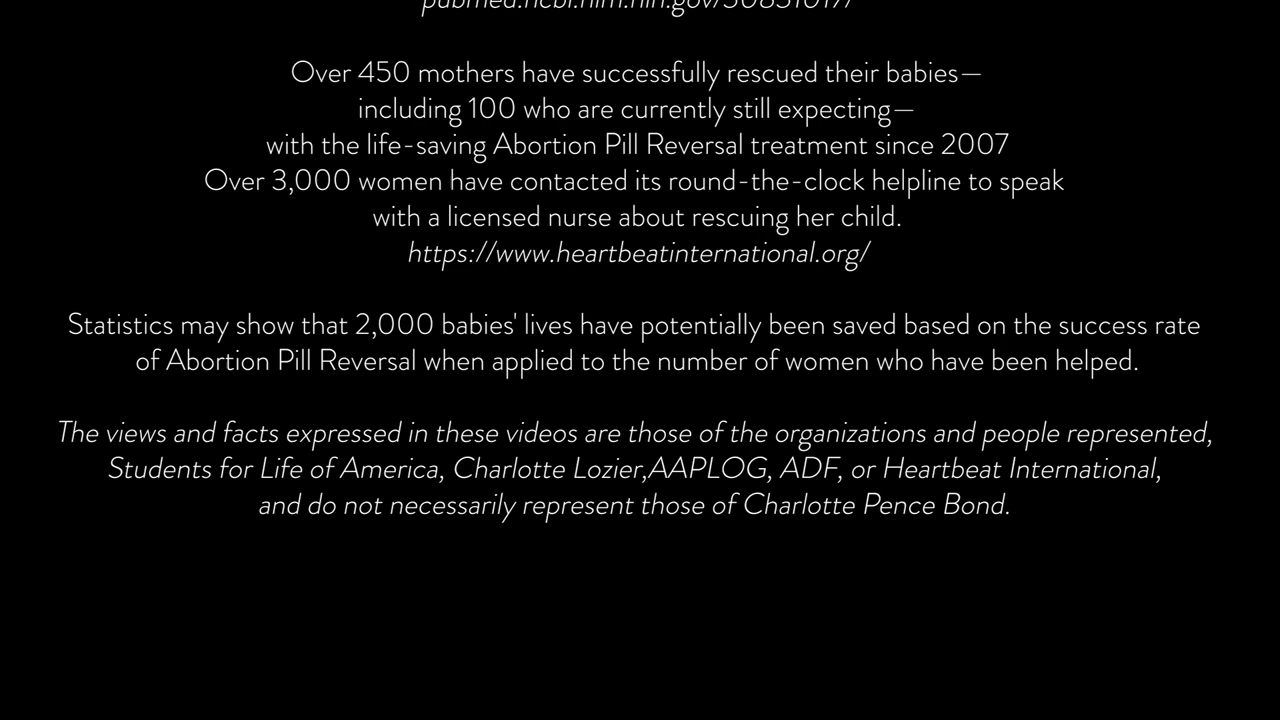 Over 450 mothers have successfully rescued their babies—
including 100 who are currently still expecting—
with the life-saving Abortion Pill Reversal treatment since 2007
Over 3,000 women have contacted its round-the-clock helpline to speak
with a licensed nurse about rescuing her child.
https://www.heartbeatinternational.org/
Statistics may show that 2,000 babies' lives have potentially been saved based on the success rate
of Abortion Pill Reversal when applied to the number of women who have been helped.
The views and facts expressed in these videos are those of the organizations and people represented,
Students for Life of America, Charlotte Lozier,AAPLOG, ADF, or Heartbeat International,
and do not necessarily represent those of Charlotte Pence Bond.